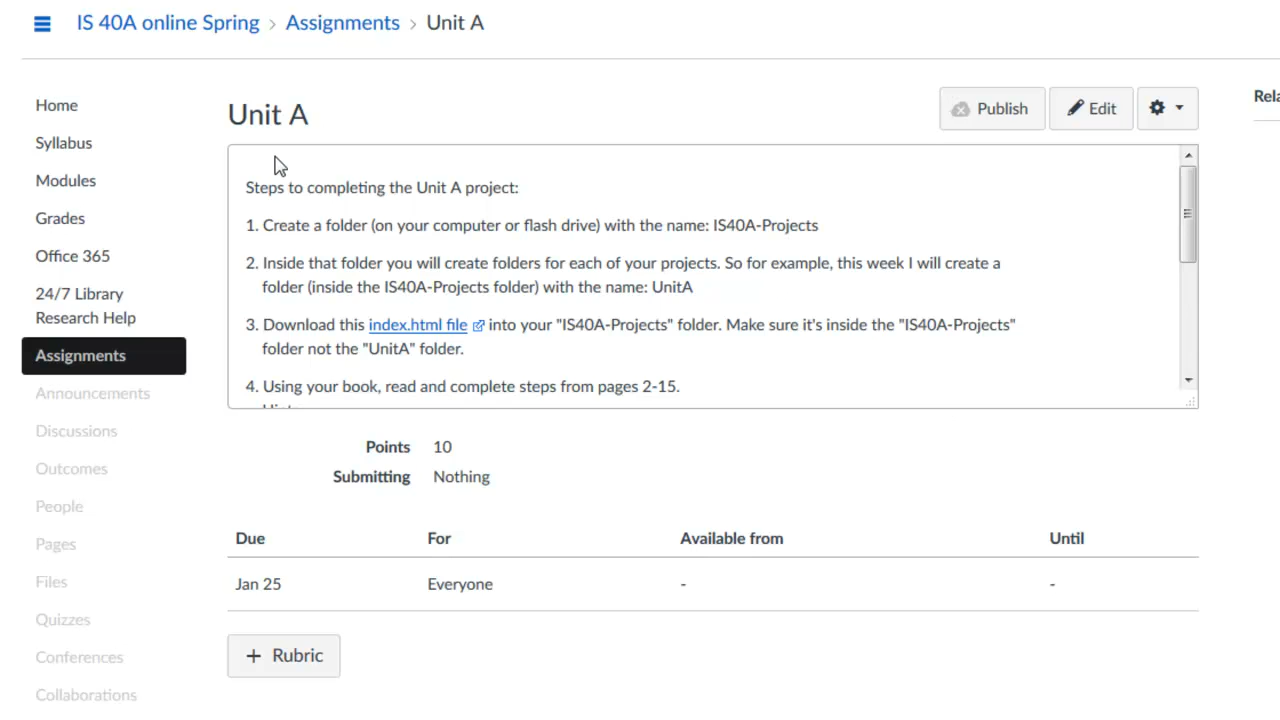 IS 40A online Spring > Assignments > Unit A
Home
Syllabus
Modules
Grades
Office 365
24/7 Library
Research Help
Assignments
Announcements
Discussions
Outcomes
People
Pages
Files
Quizzes
Conferences
Collaborations
Unit A
Publish
Edit
Steps to completing the Unit A project:
1. Create a folder (on your computer or flash drive) with the name: IS40A-Projects
2. Inside that folder you will create folders for each of your projects. So for example, this week I will create a
folder (inside the IS40A-Projects folder) with the name: UnitA
3. Download this index.html file into your "IS40A-Projects" folder. Make sure it's inside the "IS40A-Projects"
folder not the "UnitA" folder.
4. Using your book, read and complete steps from pages 2-15.
Points 10
Submitting Nothing
Due For Available from Until
Jan 25 Everyone - -
+ Rubric